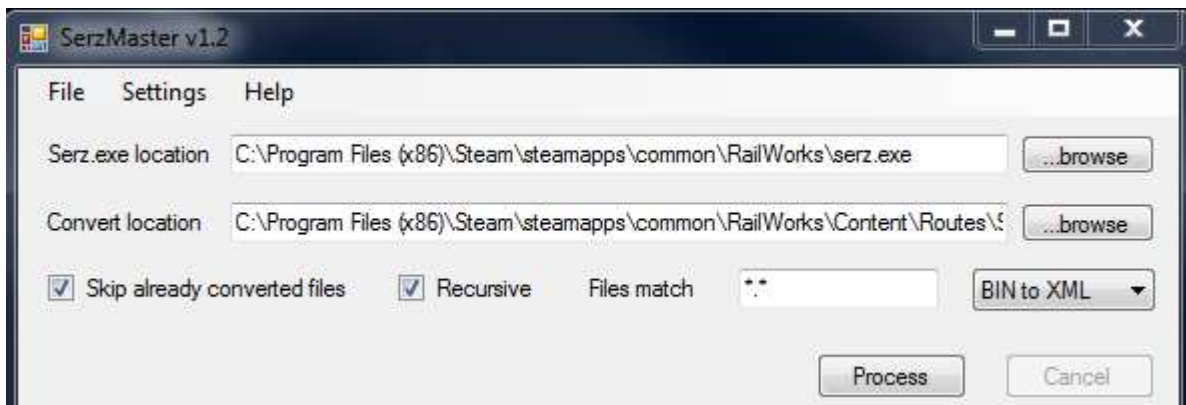 SerzMaster v1.2
File Settings Help
Serz.exe location C:\Program Files (x86)\Steam\steamapps\common\RailWorks\serz.exe ...browse
Convert location C:\Program Files (x86)\Steam\steamapps\common\RailWorks\Content\Routes\ ...browse
Skip already converted files Recursive Files match *.* BIN to XML
Process Cancel